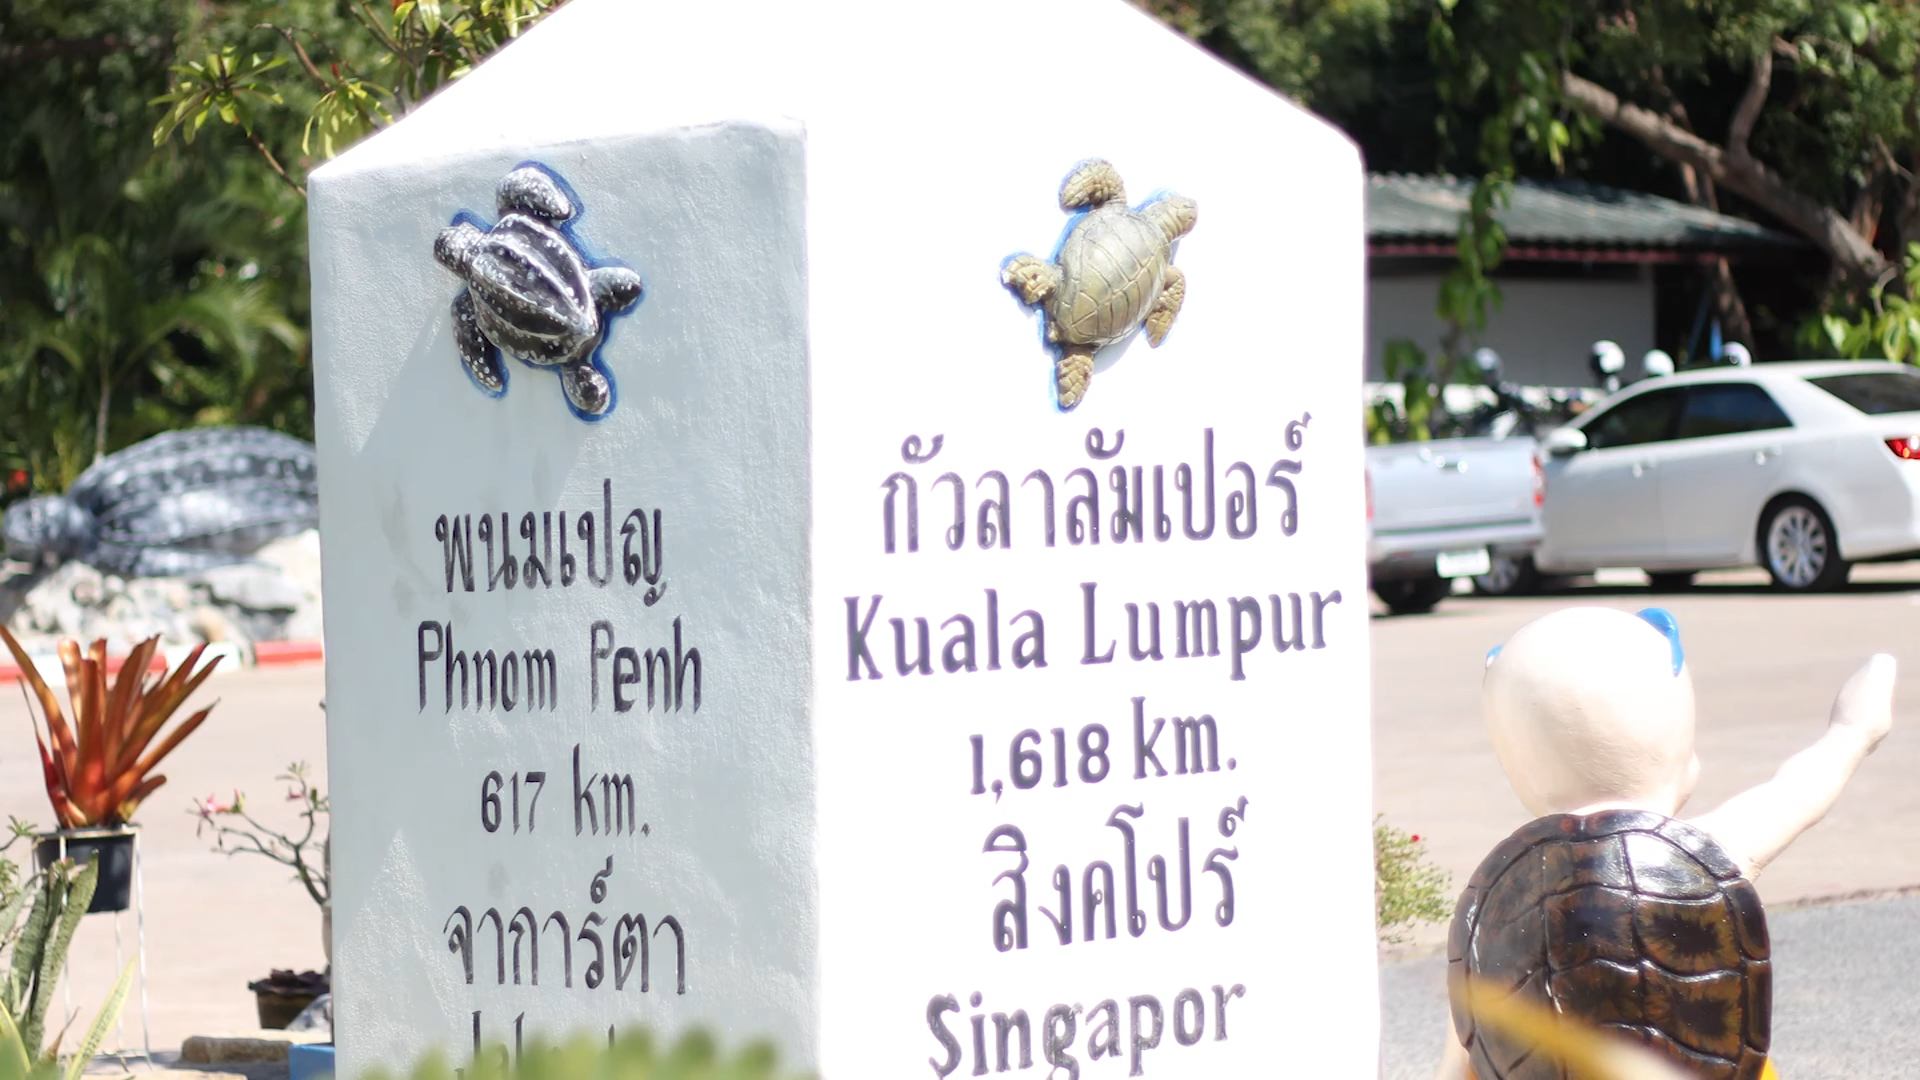 พนมเปญ
Phnom Penh
617 km.
จาการ์ตา
กัวลาลัมเปอร์
Kuala Lumpur
1,618 km.
สิงคโปร์
Singapor